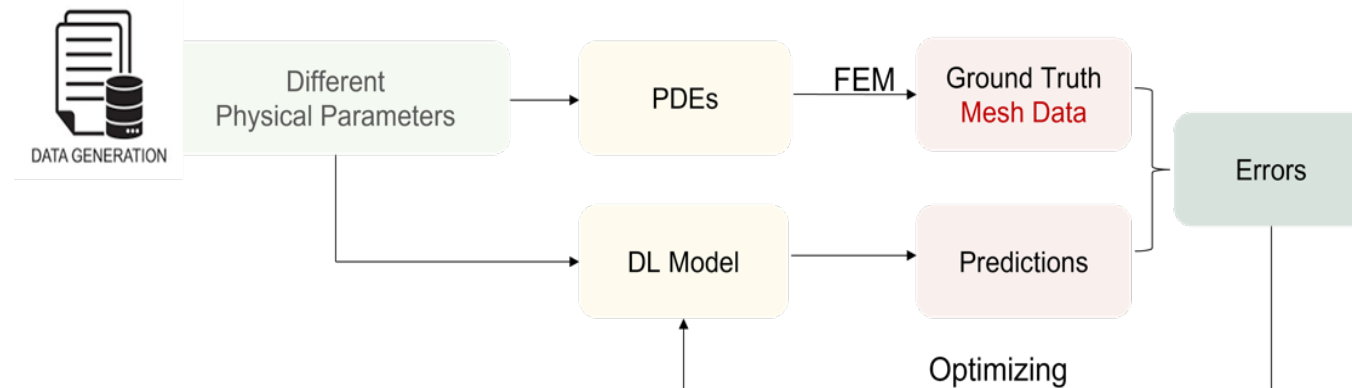 DATA GENERATION
Different
Physical Parameters
PDEs
FEM
Ground Truth
Mesh Data
Errors
DL Model
Predictions
Optimizing